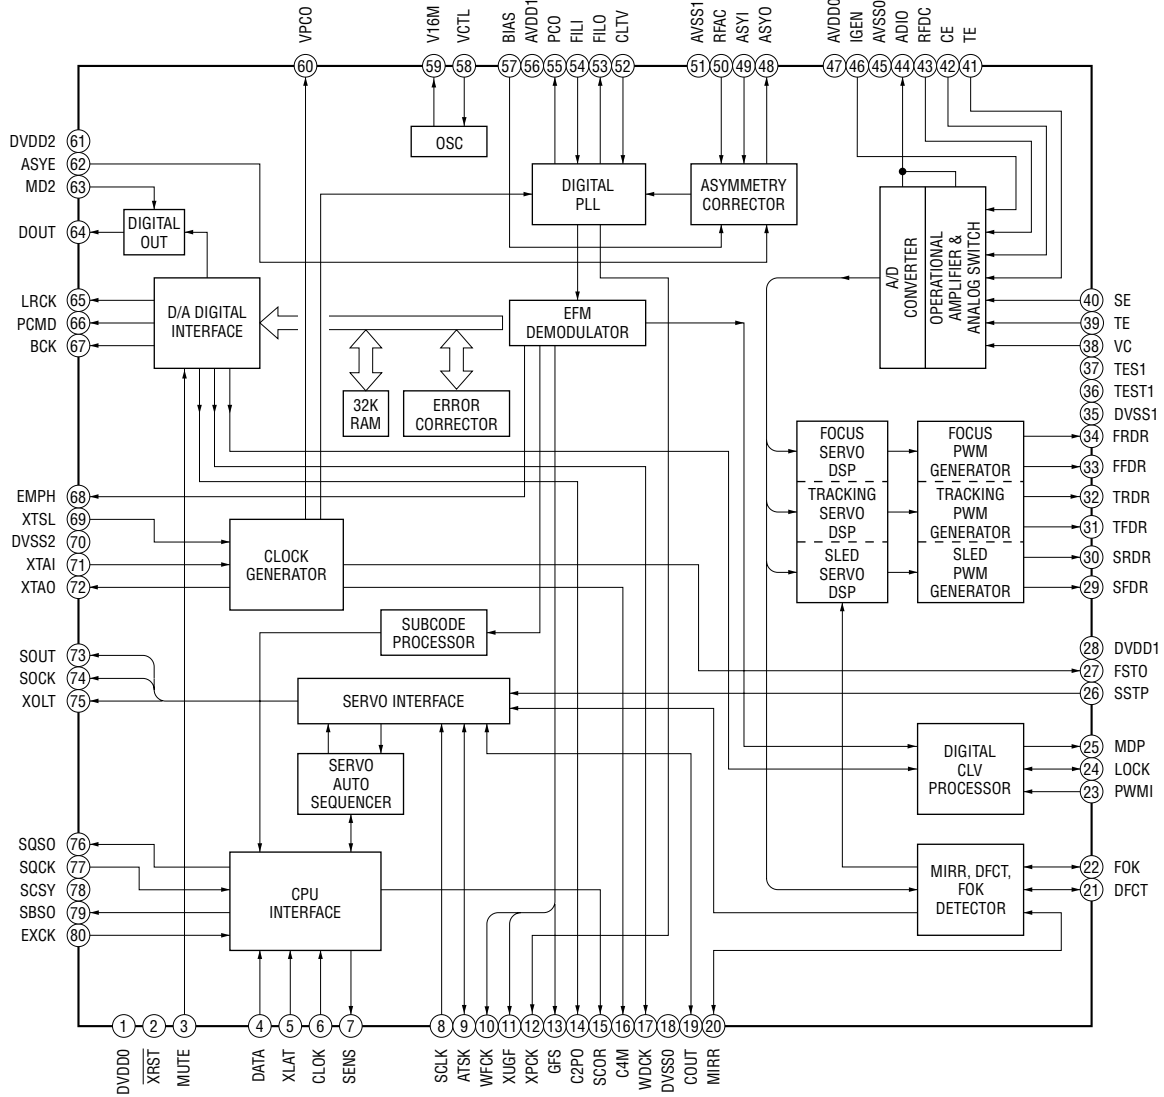 VPCO
V16M
VCTL
BIAS
AVDD1
PCO
FILI
FILO
CLTV
AVSS1
RFAC
ASYI
ASYO
AVDD0
IGEN
AVSS0
ADIO
RFDC
CE
TE
60
59
58
57
56
55
54
53
52
51
50
49
48
47
46
45
44
43
42
41
DVDD2 61
ASYE 62
MD2 63
DOUT 64
LRCK 65
PCMD 66
BCK 67
EMPH 68
XTSL 69
DVSS2 70
XTAI 71
XTAO 72
SOUT 73
SOCK 74
XOLT 75
SQSO 76
SQCK 77
SCSY 78
SBSO 79
EXCK 80
OSC
DIGITAL
PLL
ASYMMETRY
CORRECTOR
DIGITAL
OUT
D/A DIGITAL
INTERFACE
EFM
DEMODULATOR
32K
RAM
ERROR
CORRECTOR
A/D
CONVERTER
OPERATIONAL
AMPLIFIER &
ANALOG SWITCH
FOCUS
SERVO
DSP
TRACKING
SERVO
DSP
SLED
SERVO
DSP
FOCUS
PWM
GENERATOR
TRACKING
PWM
GENERATOR
SLED
PWM
GENERATOR
CLOCK
GENERATOR
SUBCODE
PROCESSOR
SERVO INTERFACE
SERVO
AUTO
SEQUENCER
CPU
INTERFACE
DIGITAL
CLV
PROCESSOR
MIRR, DFCT,
FOK
DETECTOR
40 SE
39 TE
38 VC
37 TES1
36 TEST1
35 DVSS1
34 FRDR
33 FFDR
32 TRDR
31 TFDR
30 SRDR
29 SFDR
28 DVDD1
27 FSTO
26 SSTP
25 MDP
24 LOCK
23 PWMI
22 FOK
21 DFCT
1
2
3
4
5
6
7
8
9
10
11
12
13
14
15
16
17
18
19
20
DVDD0
XRST
MUTE
DATA
XLAT
CLOK
SENS
SCLK
ATSK
WFCK
XUGF
XPCK
GFS
C2PO
SCOR
C4M
WDCK
DVSS0
COUT
MIRR